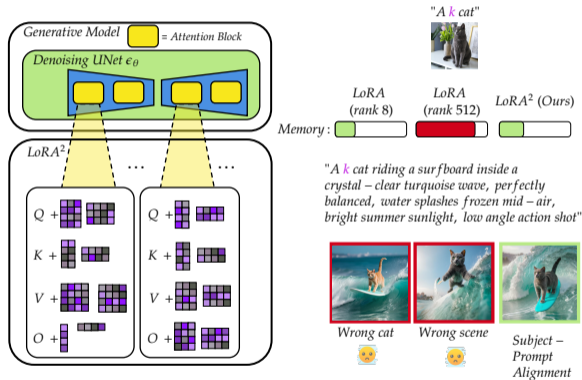 Generative Model
= Attention Block
Denoising UNet ϵθ
LoRA²
... ...
Q +
K +
V +
O +
Q +
K +
V +
O +
"A k cat"
LoRA (rank 8)
LoRA (rank 512)
LoRA² (Ours)
Memory :
"A k cat riding a surfboard inside a
crystal – clear turquoise wave, perfectly
balanced, water splashes frozen mid – air,
bright summer sunlight, low angle action shot"
Wrong cat
Wrong scene
Subject –
Prompt
Alignment